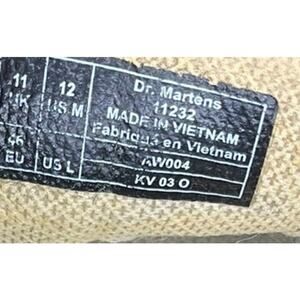 11
UK
12
US M
46
EU
US L
Dr. Martens
11232
MADE IN VIETNAM
Fabriqué en Vietnam
AW004
KV 03 O